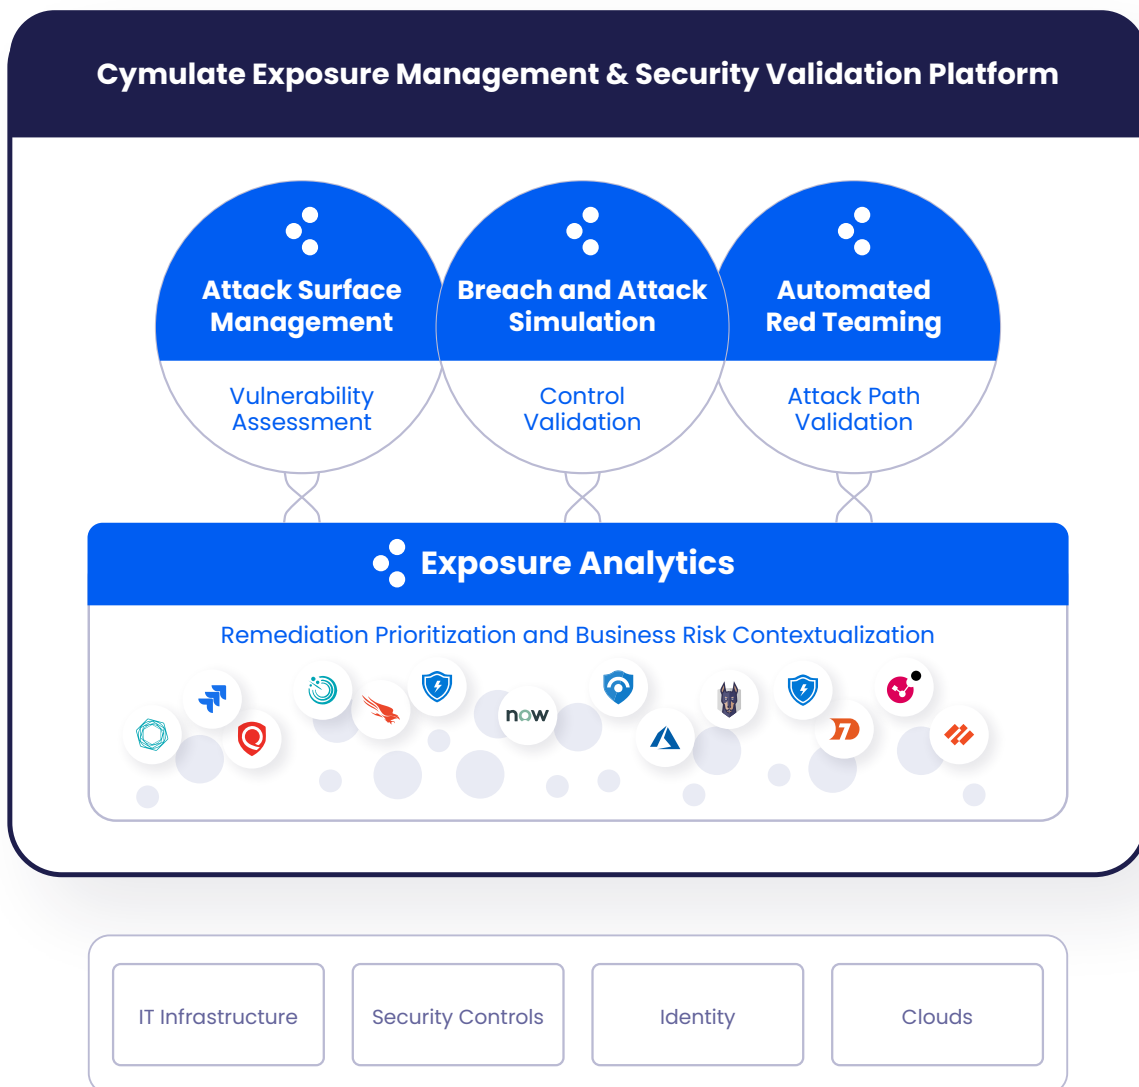 Cymulate Exposure Management & Security Validation Platform
Attack Surface
Management
Vulnerability
Assessment
Breach and Attack
Simulation
Control
Validation
Automated
Red Teaming
Attack Path
Validation
Exposure Analytics
Remediation Prioritization and Business Risk Contextualization
now
IT Infrastructure
Security Controls
Identity
Clouds